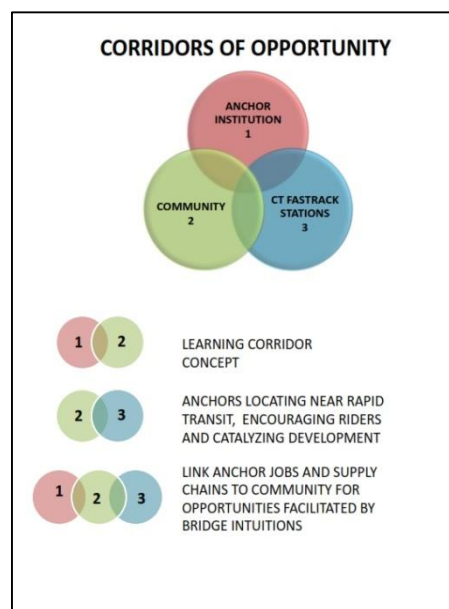 CORRIDORS OF OPPORTUNITY
ANCHOR
INSTITUTION
1
COMMUNITY
2
CT FASTRACK
STATIONS
3
1 2
LEARNING CORRIDOR
CONCEPT
2 3
ANCHORS LOCATING NEAR RAPID
TRANSIT, ENCOURAGING RIDERS
AND CATALYZING DEVELOPMENT
1 2 3
LINK ANCHOR JOBS AND SUPPLY
CHAINS TO COMMUNITY FOR
OPPORTUNITIES FACILITATED BY
BRIDGE INTUITIONS